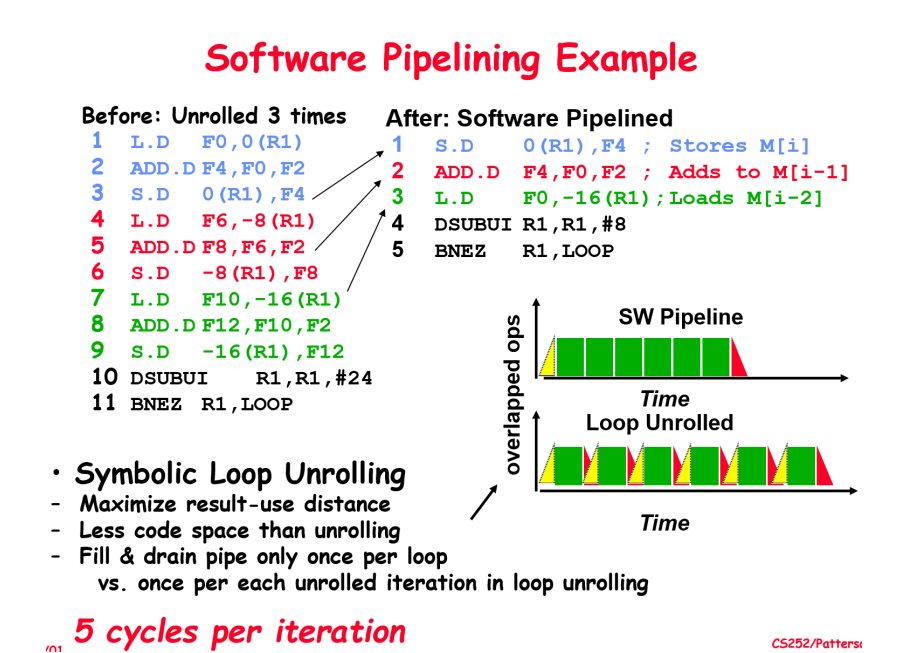 Software Pipelining Example
Before: Unrolled 3 times
1 L.D F0,0(R1)
2 ADD.D F4,F0,F2
3 S.D 0(R1),F4
4 L.D F6,-8(R1)
5 ADD.D F8,F6,F2
6 S.D -8(R1),F8
7 L.D F10,-16(R1)
8 ADD.D F12,F10,F2
9 S.D -16(R1),F12
10 DSUBUI R1,R1,#24
11 BNEZ R1,LOOP
After: Software Pipelined
1 S.D 0(R1),F4 ; Stores M[i]
2 ADD.D F4,F0,F2 ; Adds to M[i-1]
3 L.D F0,-16(R1); Loads M[i-2]
4 DSUBUI R1,R1,#8
5 BNEZ R1,LOOP
overlapped ops
SW Pipeline
Time
Loop Unrolled
Time
• Symbolic Loop Unrolling
– Maximize result-use distance
– Less code space than unrolling
– Fill & drain pipe only once per loop
vs. once per each unrolled iteration in loop unrolling
5 cycles per iteration
/01
CS252/Patterso